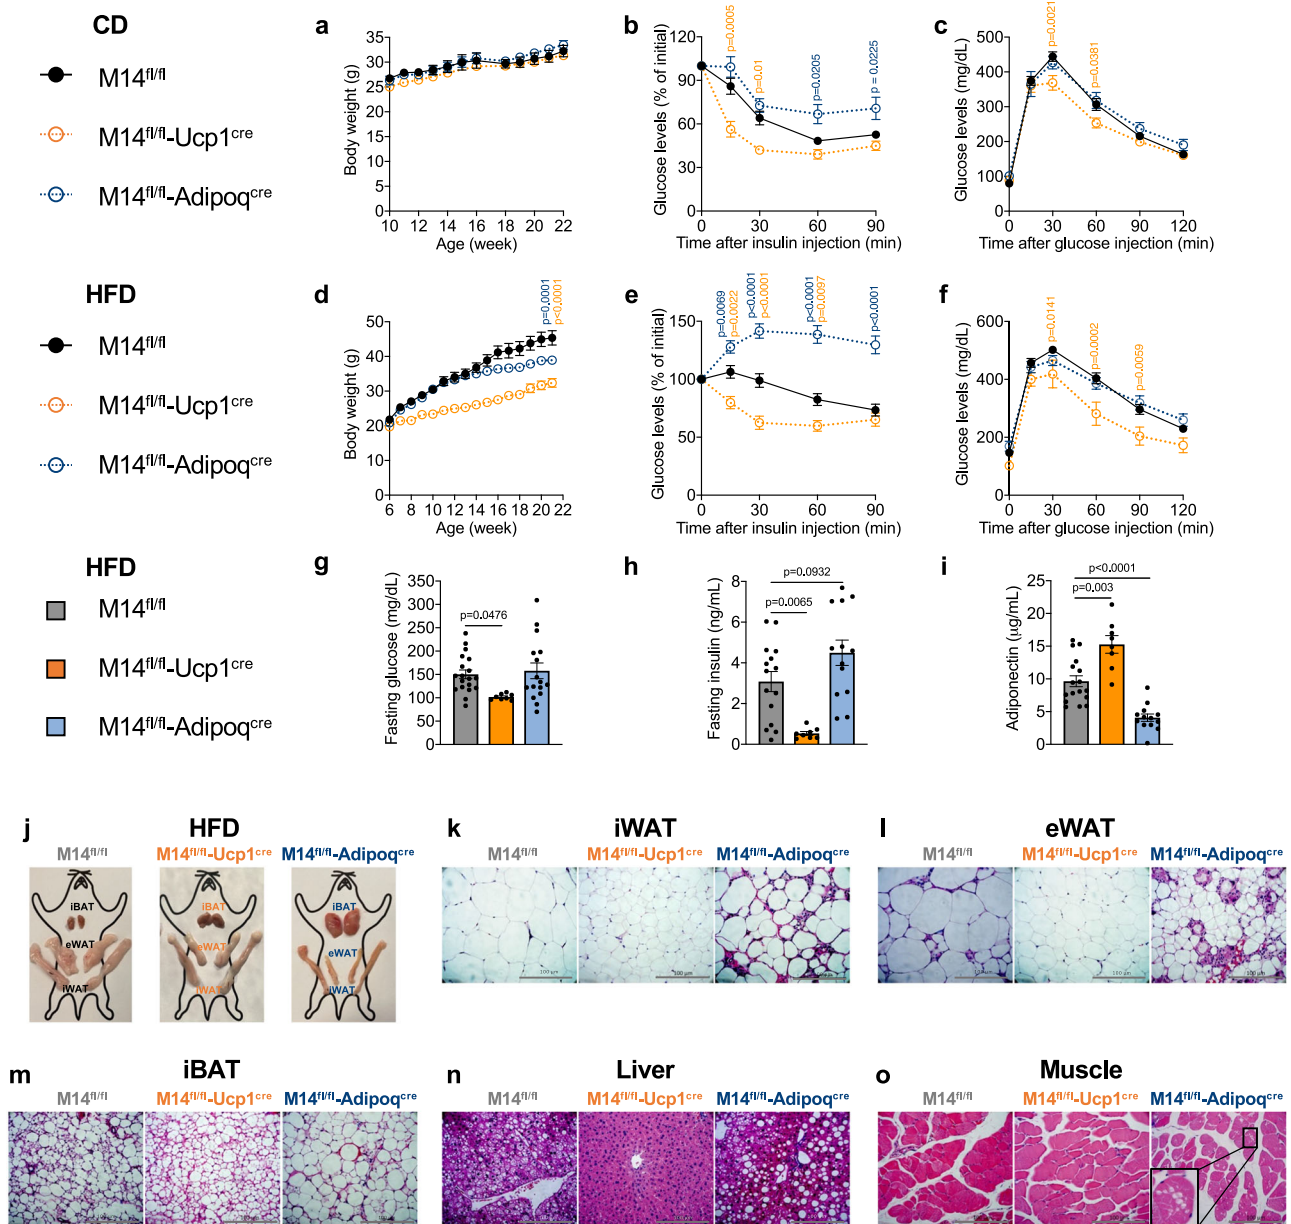 CD
M14fl/fl
M14fl/fl-Ucp1cre
M14fl/fl-Adipoqcre
a
Body weight (g)
35
30
25
20
15
10
5
0
10 12 14 16 18 20 22
Age (week)
b
Glucose levels (% of initial)
120
90
60
30
0
p=0.0005
p=0.01
p=0.0205
p = 0.0225
0 30 60 90
Time after insulin injection (min)
c
Glucose levels (mg/dL)
500
400
300
200
100
0
p=0.0021
p=0.0381
0 30 60 90 120
Time after glucose injection (min)
HFD
M14fl/fl
M14fl/fl-Ucp1cre
M14fl/fl-Adipoqcre
d
Body weight (g)
50
40
30
20
10
0
p=0.0001
p<0.0001
6 8 10 12 14 16 18 20 22
Age (week)
e
Glucose levels (% of initial)
150
100
50
0
p=0.0069
p=0.0022
p<0.0001
p<0.0001
p<0.0001
p=0.0097
p<0.0001
0 30 60 90
Time after insulin injection (min)
f
Glucose levels (mg/dL)
600
400
200
0
p=0.0141
p=0.0002
p=0.0059
0 30 60 90 120
Time after glucose injection (min)
HFD
M14fl/fl
M14fl/fl-Ucp1cre
M14fl/fl-Adipoqcre
g
Fasting glucose (mg/dL)
350
300
250
200
150
100
50
0
p=0.0476
h
Fasting insulin (ng/mL)
8
6
4
2
0
p=0.0932
p=0.0065
i
Adiponectin (μg/mL)
25
20
15
10
5
0
p<0.0001
p=0.003
j
HFD
M14fl/fl M14fl/fl-Ucp1cre M14fl/fl-Adipoqcre
iBAT iBAT iBAT
eWAT eWAT eWAT
iWAT iWAT iWAT
k
iWAT
M14fl/fl M14fl/fl-Ucp1cre M14fl/fl-Adipoqcre
100 μm 100 μm 100 μm
l
eWAT
M14fl/fl M14fl/fl-Ucp1cre M14fl/fl-Adipoqcre
100 μm 100 μm 100 μm
m
iBAT
M14fl/fl M14fl/fl-Ucp1cre M14fl/fl-Adipoqcre
n
Liver
M14fl/fl M14fl/fl-Ucp1cre M14fl/fl-Adipoqcre
o
Muscle
M14fl/fl M14fl/fl-Ucp1cre M14fl/fl-Adipoqcre